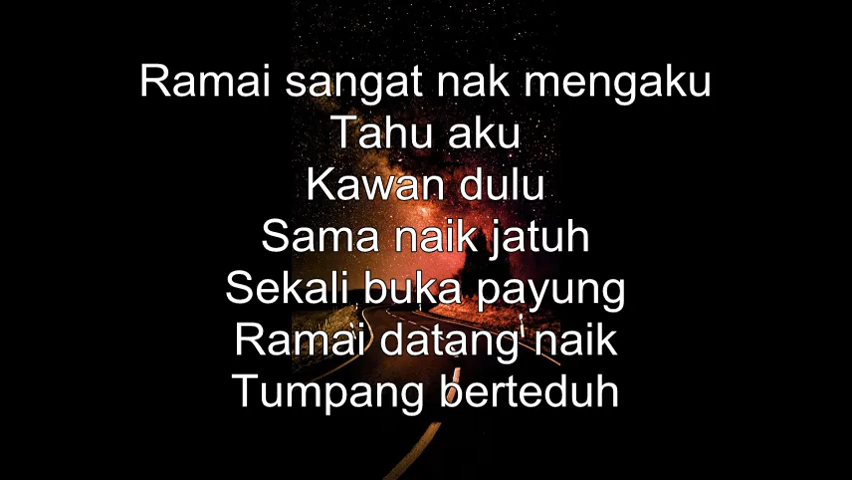 Ramai sangat nak mengaku
Tahu aku
Kawan dulu
Sama naik jatuh
Sekali buka payung
Ramai datang naik
Tumpang berteduh